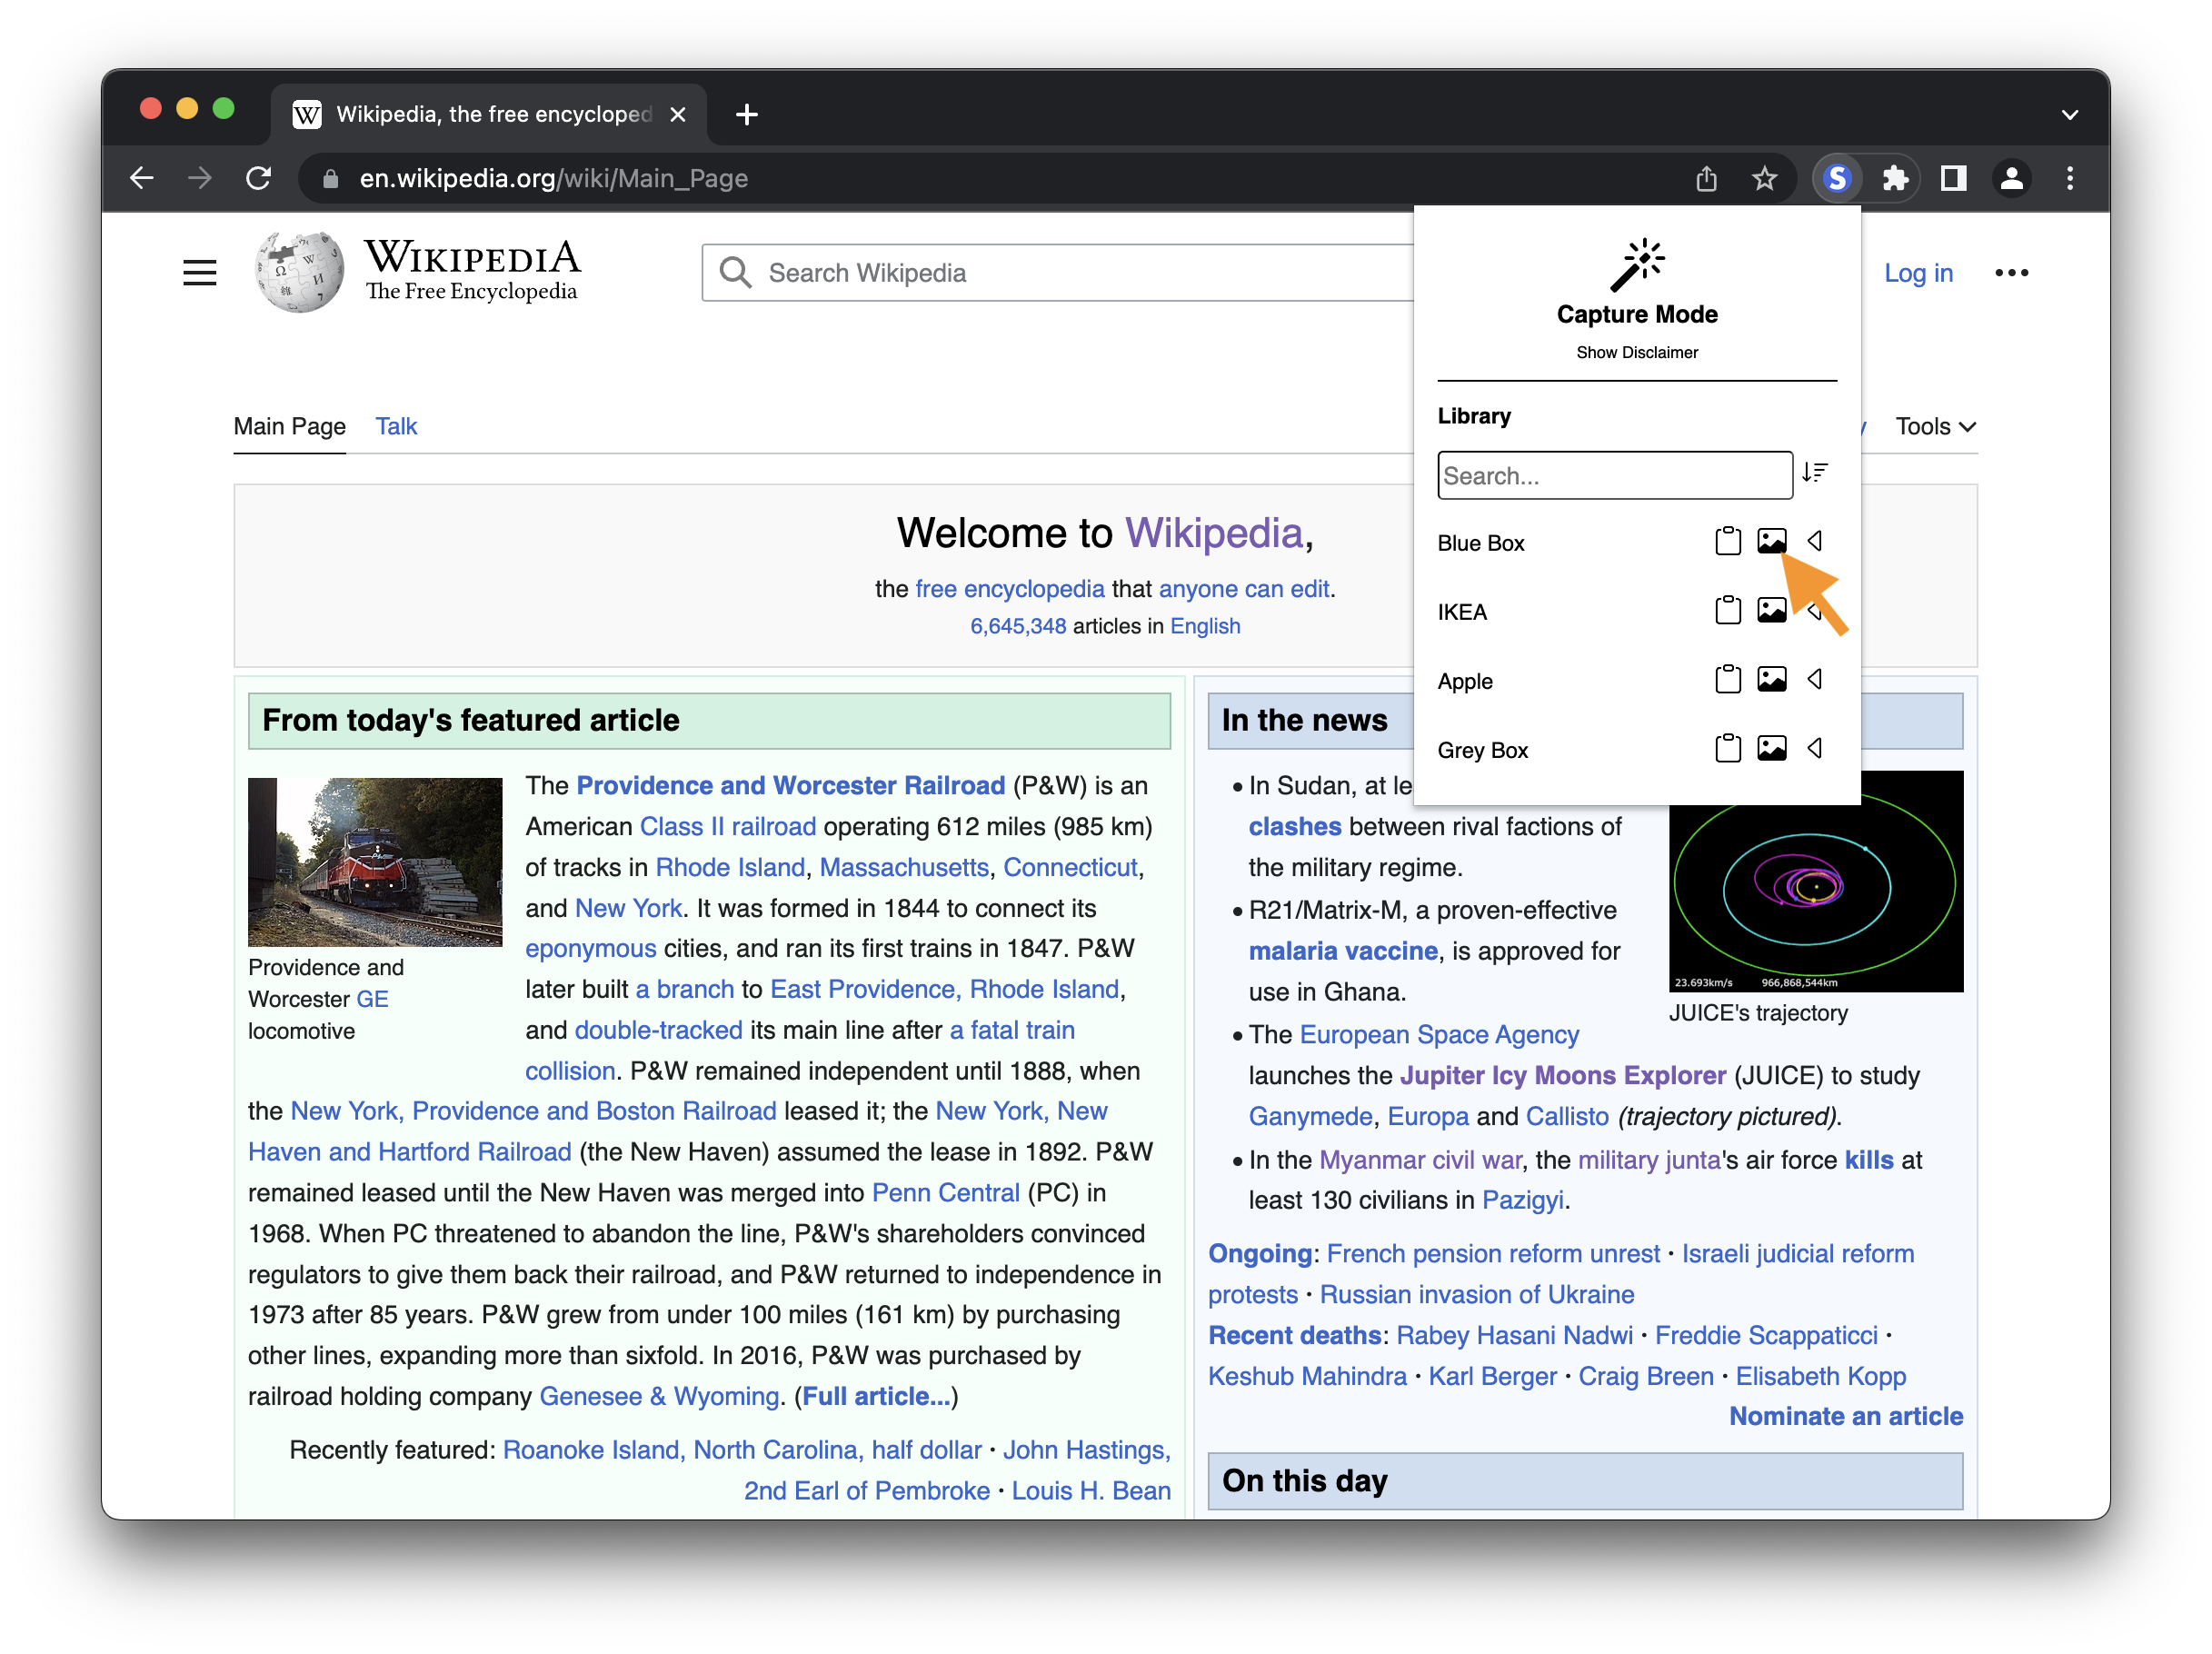 Wikipedia, the free encycloped
en.wikipedia.org/wiki/Main_Page
WIKIPEDIA
The Free Encyclopedia
Search Wikipedia
Log in
Capture Mode
Show Disclaimer
Library
Search...
Blue Box
IKEA
Apple
Grey Box
Main Page
Talk
Tools
Welcome to Wikipedia,
the free encyclopedia that anyone can edit.
6,645,348 articles in English
From today's featured article
Providence and
Worcester GE
locomotive
The Providence and Worcester Railroad (P&W) is an
American Class II railroad operating 612 miles (985 km)
of tracks in Rhode Island, Massachusetts, Connecticut,
and New York. It was formed in 1844 to connect its
eponymous cities, and ran its first trains in 1847. P&W
later built a branch to East Providence, Rhode Island,
and double-tracked its main line after a fatal train
collision. P&W remained independent until 1888, when
the New York, Providence and Boston Railroad leased it; the New York, New
Haven and Hartford Railroad (the New Haven) assumed the lease in 1892. P&W
remained leased until the New Haven was merged into Penn Central (PC) in
1968. When PC threatened to abandon the line, P&W's shareholders convinced
regulators to give them back their railroad, and P&W returned to independence in
1973 after 85 years. P&W grew from under 100 miles (161 km) by purchasing
other lines, expanding more than sixfold. In 2016, P&W was purchased by
railroad holding company Genesee & Wyoming. (Full article...)
Recently featured: Roanoke Island, North Carolina, half dollar · John Hastings,
2nd Earl of Pembroke · Louis H. Bean
In the news
• In Sudan, at le
clashes between rival factions of
the military regime.
• R21/Matrix-M, a proven-effective
malaria vaccine, is approved for
use in Ghana.
• The European Space Agency
launches the Jupiter Icy Moons Explorer (JUICE) to study
Ganymede, Europa and Callisto (trajectory pictured).
• In the Myanmar civil war, the military junta's air force kills at
least 130 civilians in Pazigyi.
23.693km/s 966,868,544km
JUICE's trajectory
Ongoing: French pension reform unrest · Israeli judicial reform
protests · Russian invasion of Ukraine
Recent deaths: Rabey Hasani Nadwi · Freddie Scappaticci ·
Keshub Mahindra · Karl Berger · Craig Breen · Elisabeth Kopp
Nominate an article
On this day